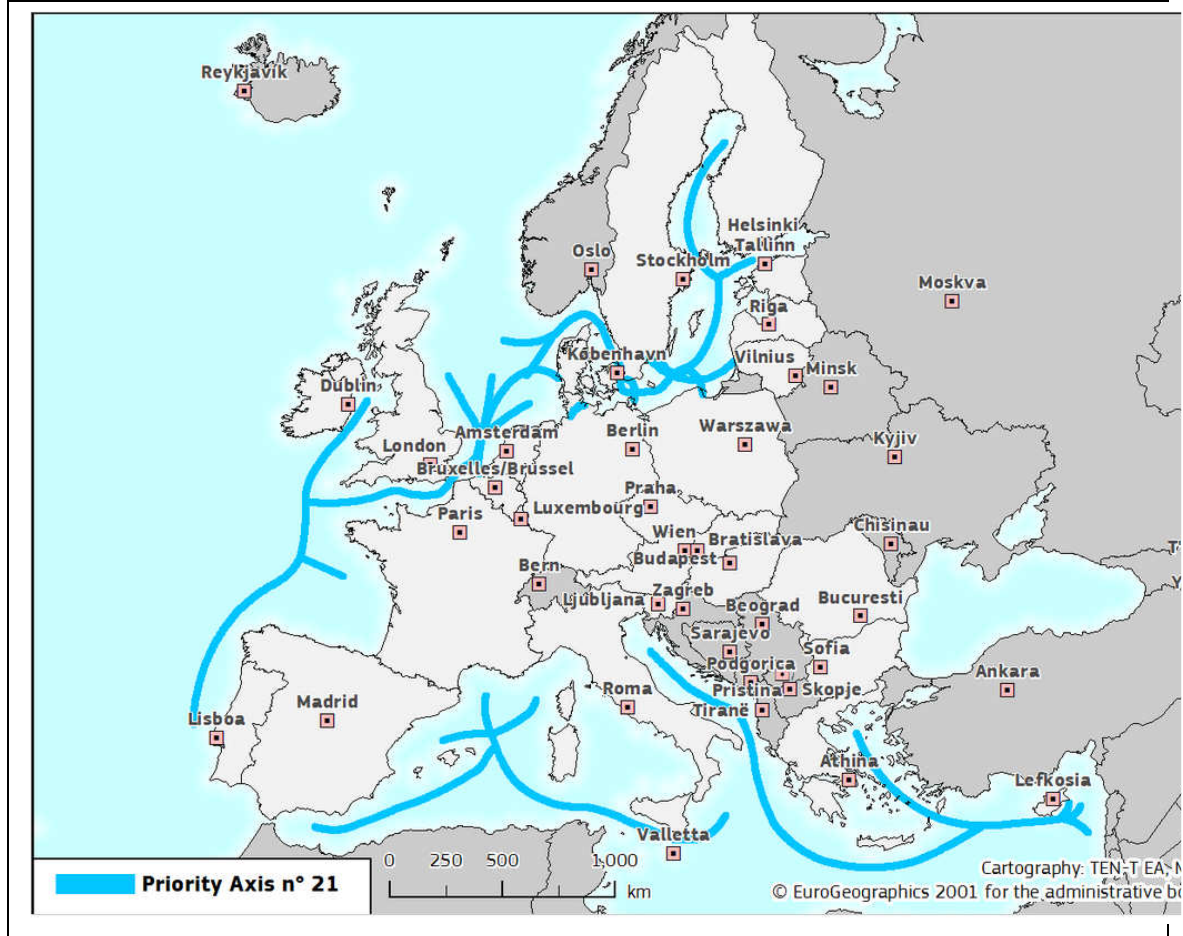 Reykjavík
Helsinki
Tallinn
Oslo
Stockholm
Moskva
Riga
København
Vilnius
Minsk
Dublin
Amsterdam
Berlin
Warszawa
London
Kyjiv
Bruxelles/Brüssel
Praha
Paris
Luxembourg
Wien
Bratislava
Chisinau
Budapest
Bern
Ljubljana
Zagreb
Beograd
Bucuresti
Sarajevo
Sofia
Podgorica
Ankara
Madrid
Roma
Pristina
Skopje
Lisboa
Tiranë
Athina
Lefkosia
Valletta
0 250 500 1,000
km
Priority Axis n° 21
Cartography: TEN-T EA, M
© EuroGeographics 2001 for the administrative bo